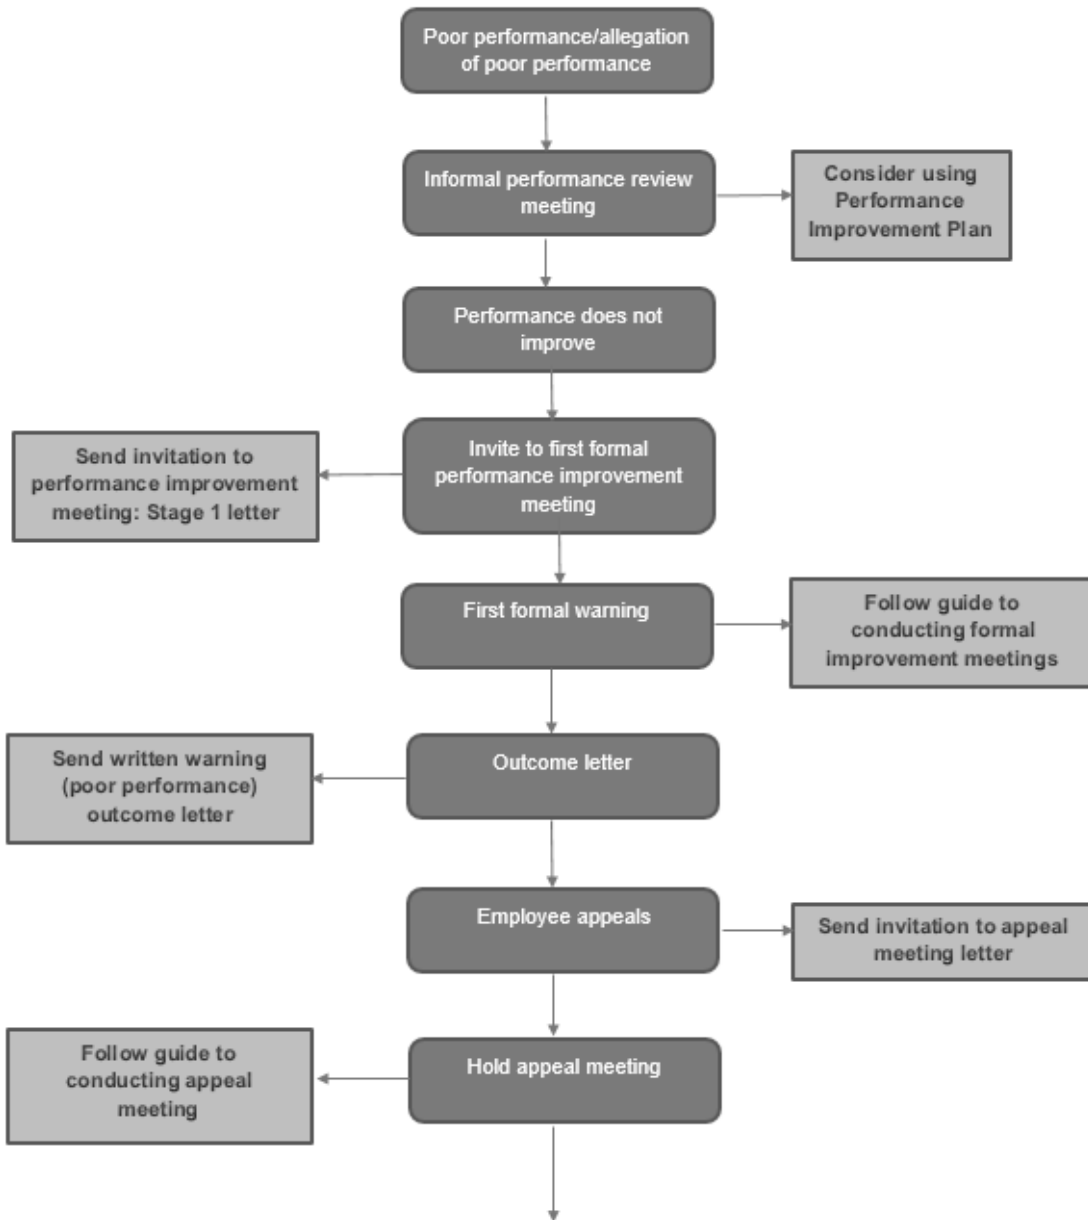 Poor performance/allegation
of poor performance
Informal performance review
meeting
Consider using
Performance
Improvement Plan
Performance does not
improve
Invite to first formal
performance improvement
meeting
Send invitation to
performance improvement
meeting: Stage 1 letter
First formal warning
Follow guide to
conducting formal
improvement meetings
Outcome letter
Send written warning
(poor performance)
outcome letter
Employee appeals
Send invitation to appeal
meeting letter
Hold appeal meeting
Follow guide to
conducting appeal
meeting